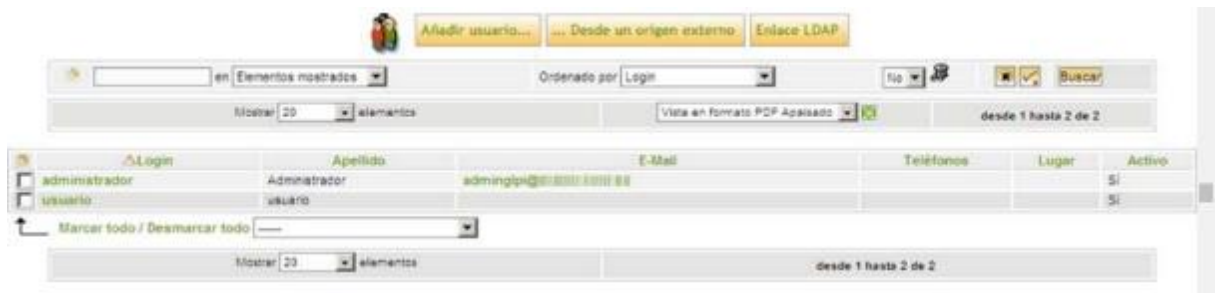 Añadir usuario... ... Desde un origen externo Enlace LDAP
en Elementos mostrados Ordenado por Login No Buscar
Mostrar 20 elementos Vista en formato PDF Apaisado desde 1 hasta 2 de 2
Login Apellido E-Mail Teléfonos Lugar Activo
administrador Administrador adminglpi@ Sí
usuario usuario Sí
Marcar todo / Desmarcar todo -----
Mostrar 20 elementos desde 1 hasta 2 de 2